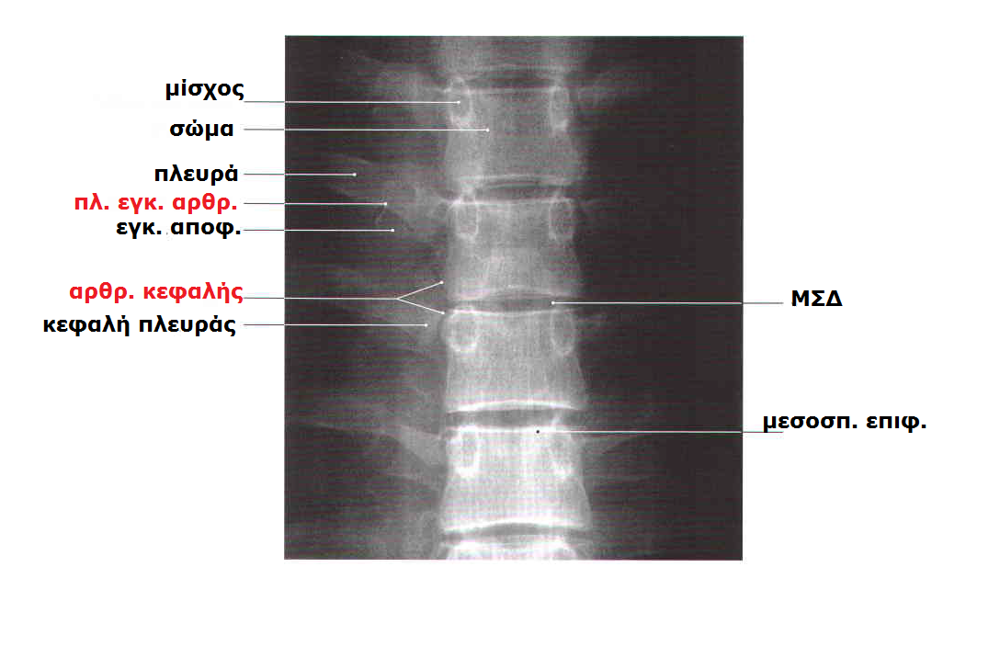 μίσχος
σώμα
πλευρά
πλ. εγκ. αρθρ.
εγκ. αποφ.
αρθρ. κεφαλής
κεφαλή πλευράς
ΜΣΔ
μεσοσπ. επιφ.